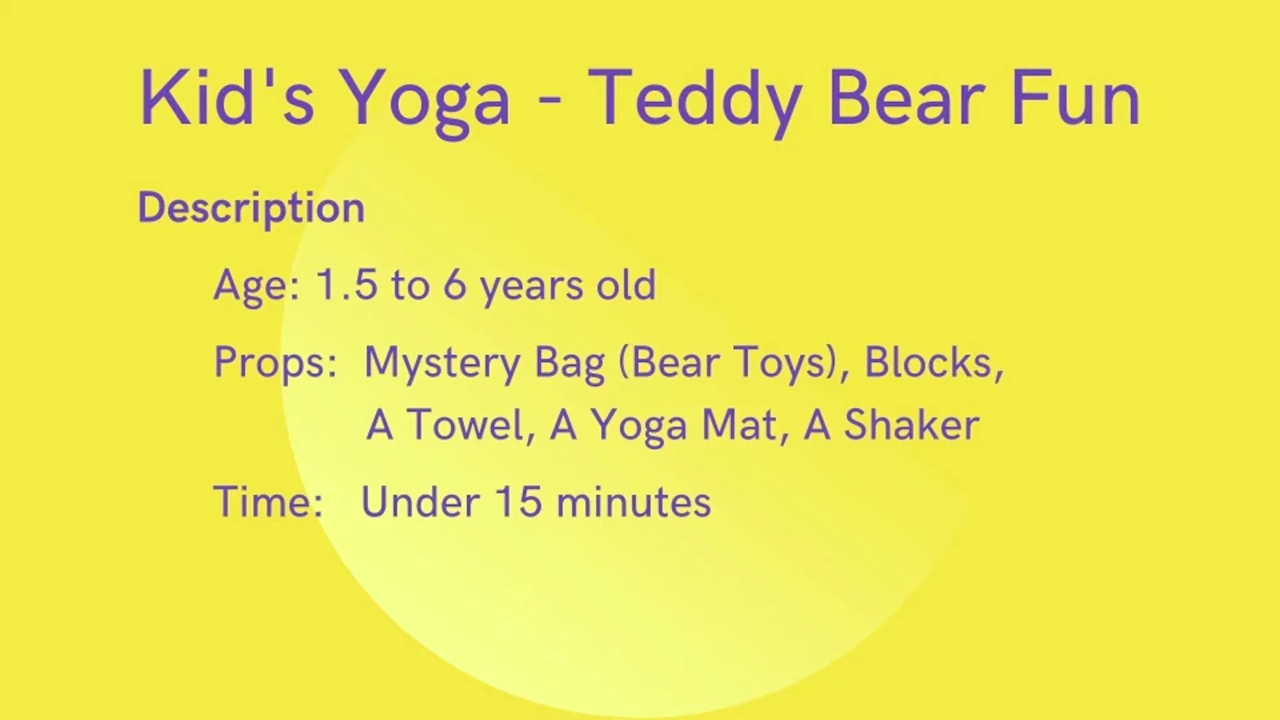 Kid's Yoga - Teddy Bear Fun
Description
Age: 1.5 to 6 years old
Props: Mystery Bag (Bear Toys), Blocks,
A Towel, A Yoga Mat, A Shaker
Time: Under 15 minutes